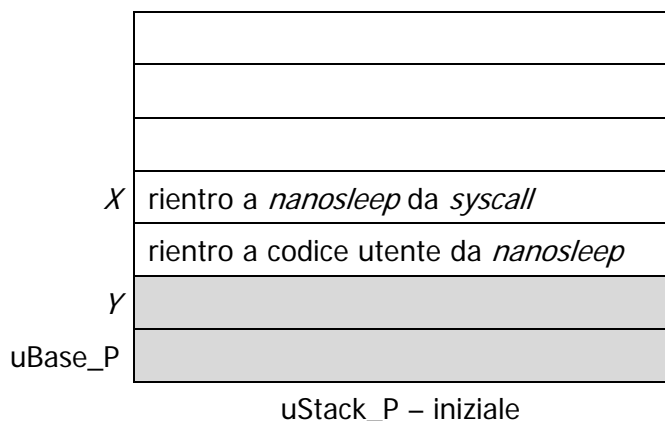 X rientro a nanosleep da syscall
rientro a codice utente da nanosleep
Y
uBase_P
uStack_P – iniziale